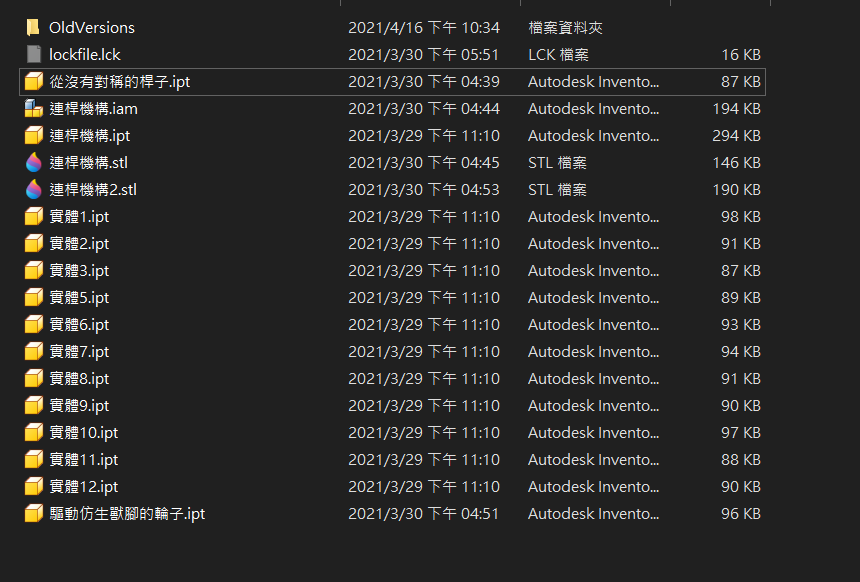 OldVersions 2021/4/16 下午 10:34 檔案資料夾
lockfile.lck 2021/3/30 下午 05:51 LCK 檔案 16 KB
從沒有對稱的桿子.ipt 2021/3/30 下午 04:39 Autodesk Invento... 87 KB
連桿機構.iam 2021/3/30 下午 04:44 Autodesk Invento... 194 KB
連桿機構.ipt 2021/3/29 下午 11:10 Autodesk Invento... 294 KB
連桿機構.stl 2021/3/30 下午 04:45 STL 檔案 146 KB
連桿機構2.stl 2021/3/30 下午 04:53 STL 檔案 190 KB
實體1.ipt 2021/3/29 下午 11:10 Autodesk Invento... 98 KB
實體2.ipt 2021/3/29 下午 11:10 Autodesk Invento... 91 KB
實體3.ipt 2021/3/29 下午 11:10 Autodesk Invento... 87 KB
實體5.ipt 2021/3/29 下午 11:10 Autodesk Invento... 89 KB
實體6.ipt 2021/3/29 下午 11:10 Autodesk Invento... 93 KB
實體7.ipt 2021/3/29 下午 11:10 Autodesk Invento... 94 KB
實體8.ipt 2021/3/29 下午 11:10 Autodesk Invento... 91 KB
實體9.ipt 2021/3/29 下午 11:10 Autodesk Invento... 90 KB
實體10.ipt 2021/3/29 下午 11:10 Autodesk Invento... 97 KB
實體11.ipt 2021/3/29 下午 11:10 Autodesk Invento... 88 KB
實體12.ipt 2021/3/29 下午 11:10 Autodesk Invento... 90 KB
驅動仿生獸腳的輪子.ipt 2021/3/30 下午 04:51 Autodesk Invento... 96 KB